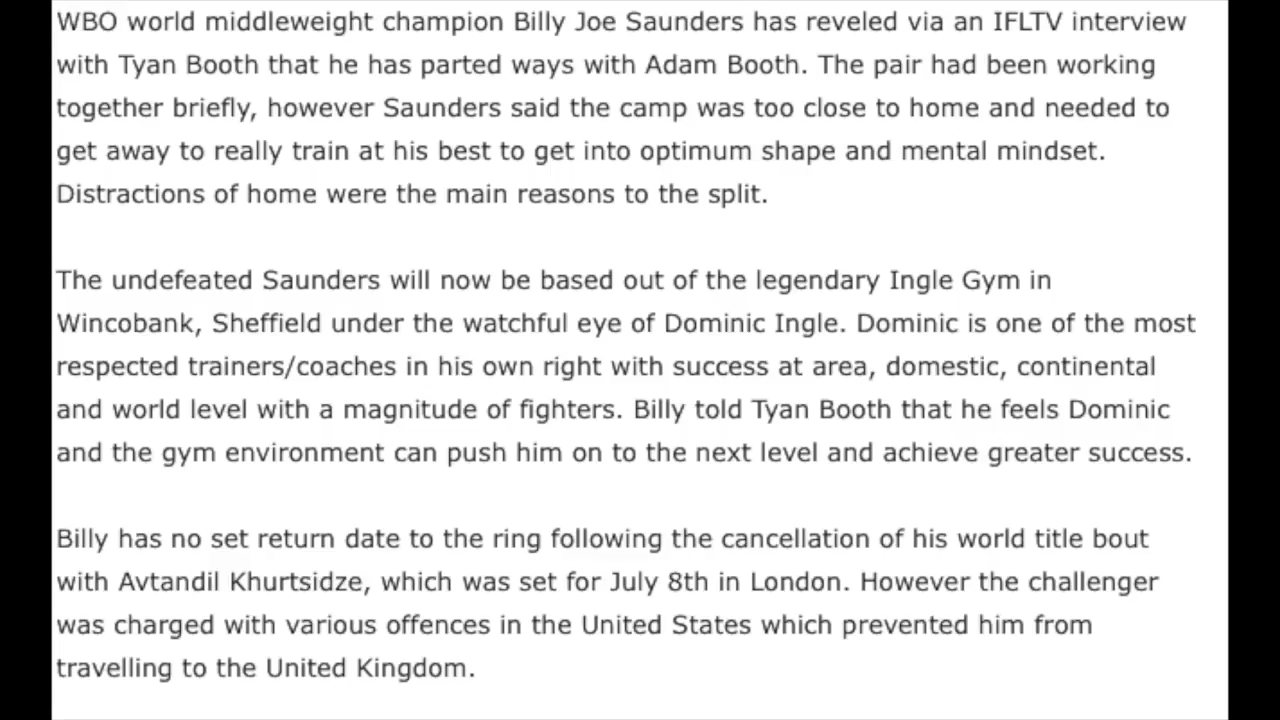 WBO world middleweight champion Billy Joe Saunders has reveled via an IFLTV interview
with Tyan Booth that he has parted ways with Adam Booth. The pair had been working
together briefly, however Saunders said the camp was too close to home and needed to
get away to really train at his best to get into optimum shape and mental mindset.
Distractions of home were the main reasons to the split.
The undefeated Saunders will now be based out of the legendary Ingle Gym in
Wincobank, Sheffield under the watchful eye of Dominic Ingle. Dominic is one of the most
respected trainers/coaches in his own right with success at area, domestic, continental
and world level with a magnitude of fighters. Billy told Tyan Booth that he feels Dominic
and the gym environment can push him on to the next level and achieve greater success.
Billy has no set return date to the ring following the cancellation of his world title bout
with Avtandil Khurtsidze, which was set for July 8th in London. However the challenger
was charged with various offences in the United States which prevented him from
travelling to the United Kingdom.